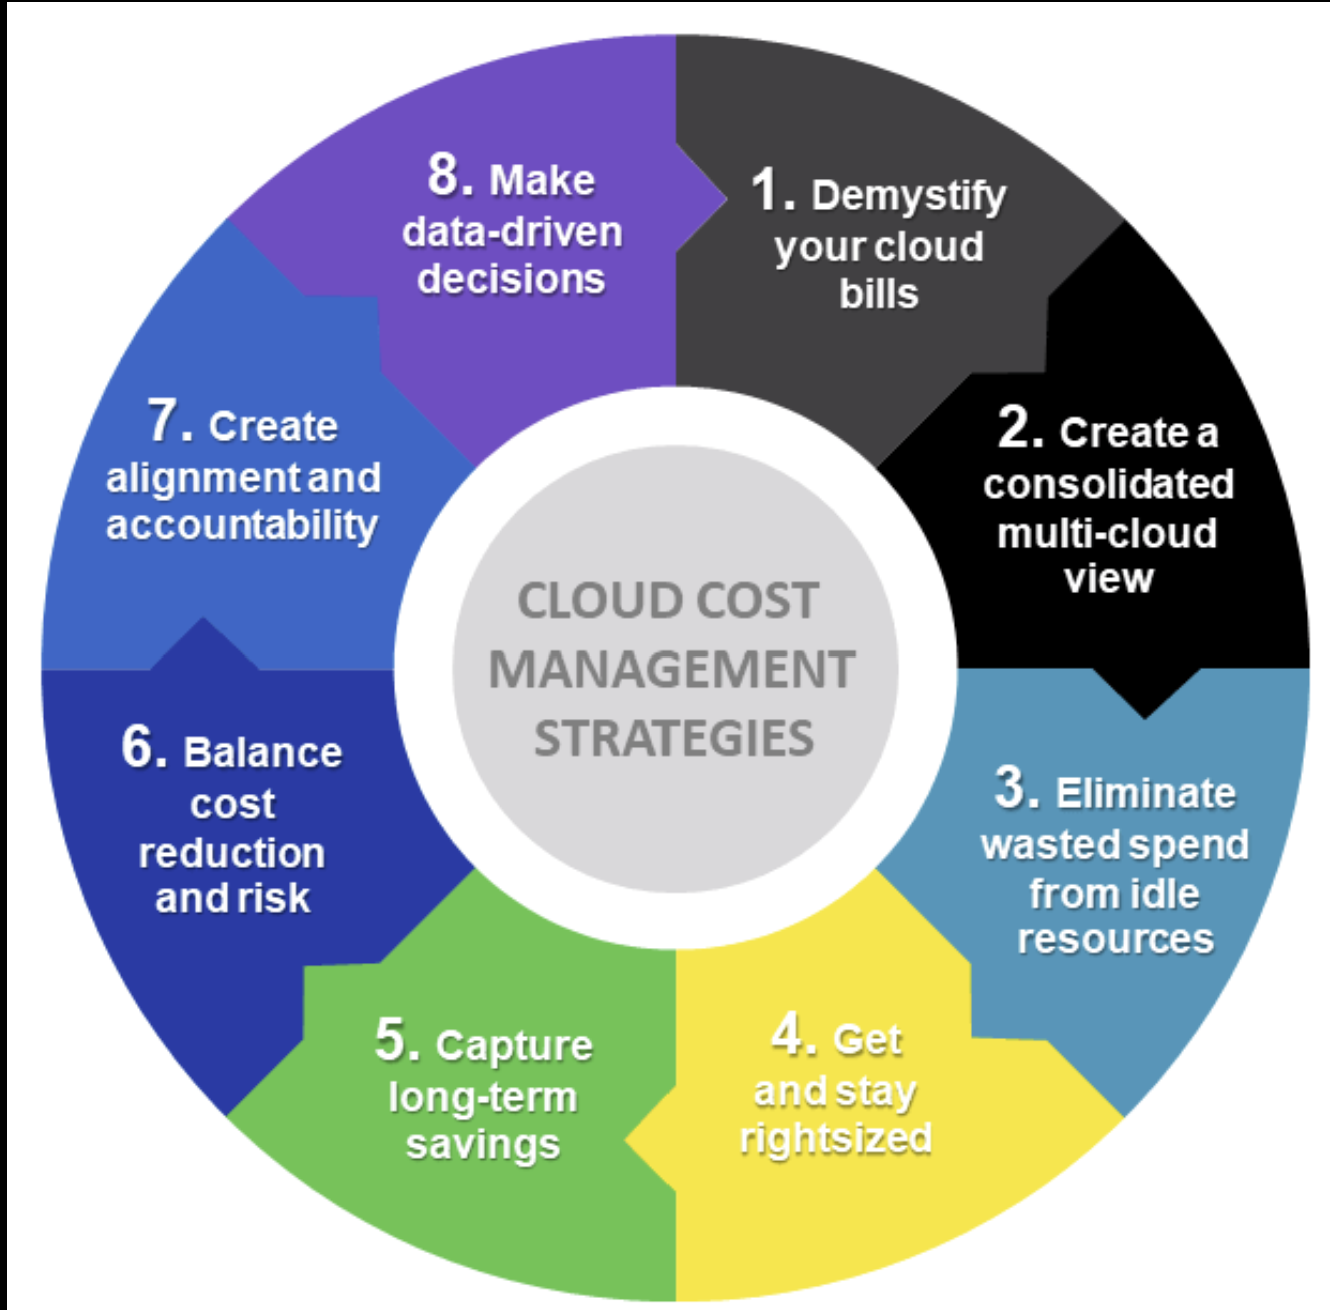 1. Demystify
your cloud
bills
2. Create a
consolidated
multi-cloud
view
3. Eliminate
wasted spend
from idle
resources
4. Get
and stay
rightsized
5. Capture
long-term
savings
6. Balance
cost
reduction
and risk
7. Create
alignment and
accountability
8. Make
data-driven
decisions
CLOUD COST
MANAGEMENT
STRATEGIES